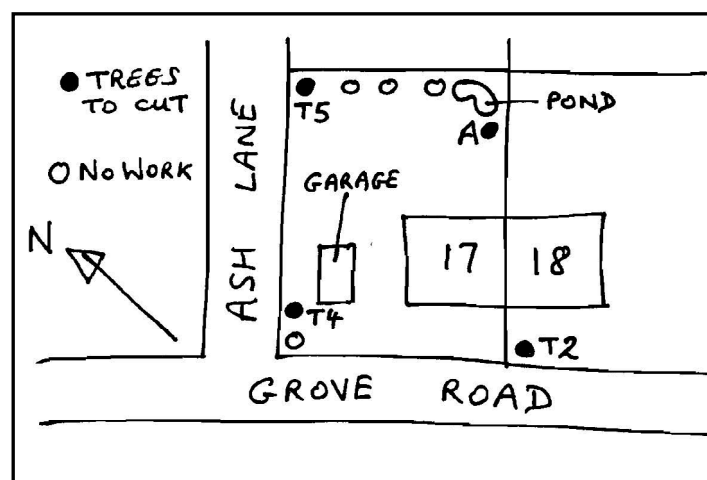 TREES
TO CUT
NO WORK
N
ASH LANE
T5
A
POND
GARAGE
17
18
T4
T2
GROVE ROAD